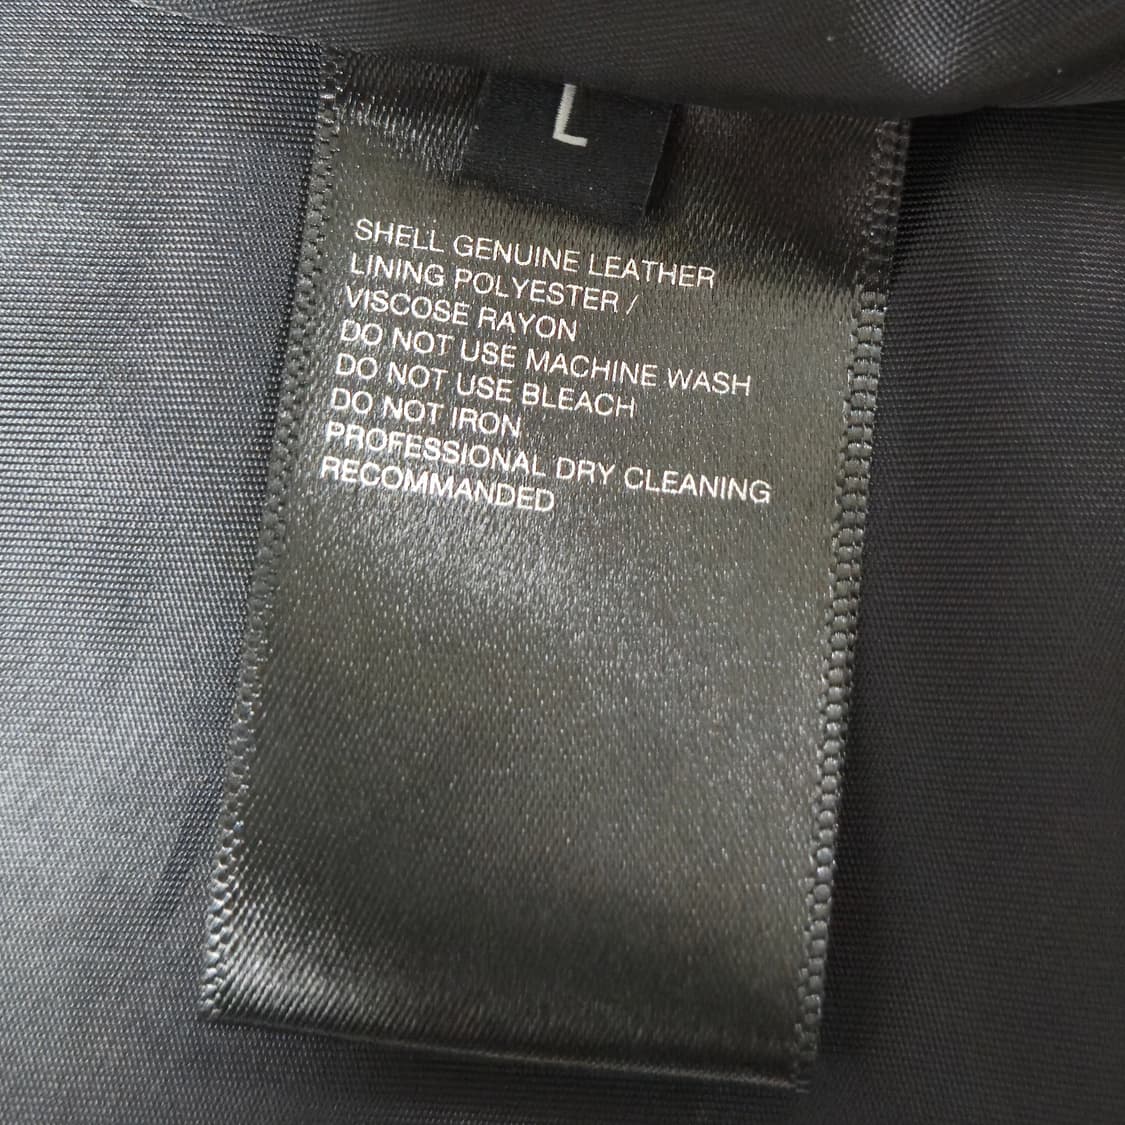 L
SHELL GENUINE LEATHER
LINING POLYESTER /
VISCOSE RAYON
DO NOT USE MACHINE WASH
DO NOT USE BLEACH
DO NOT IRON
PROFESSIONAL DRY CLEANING
RECOMMANDED